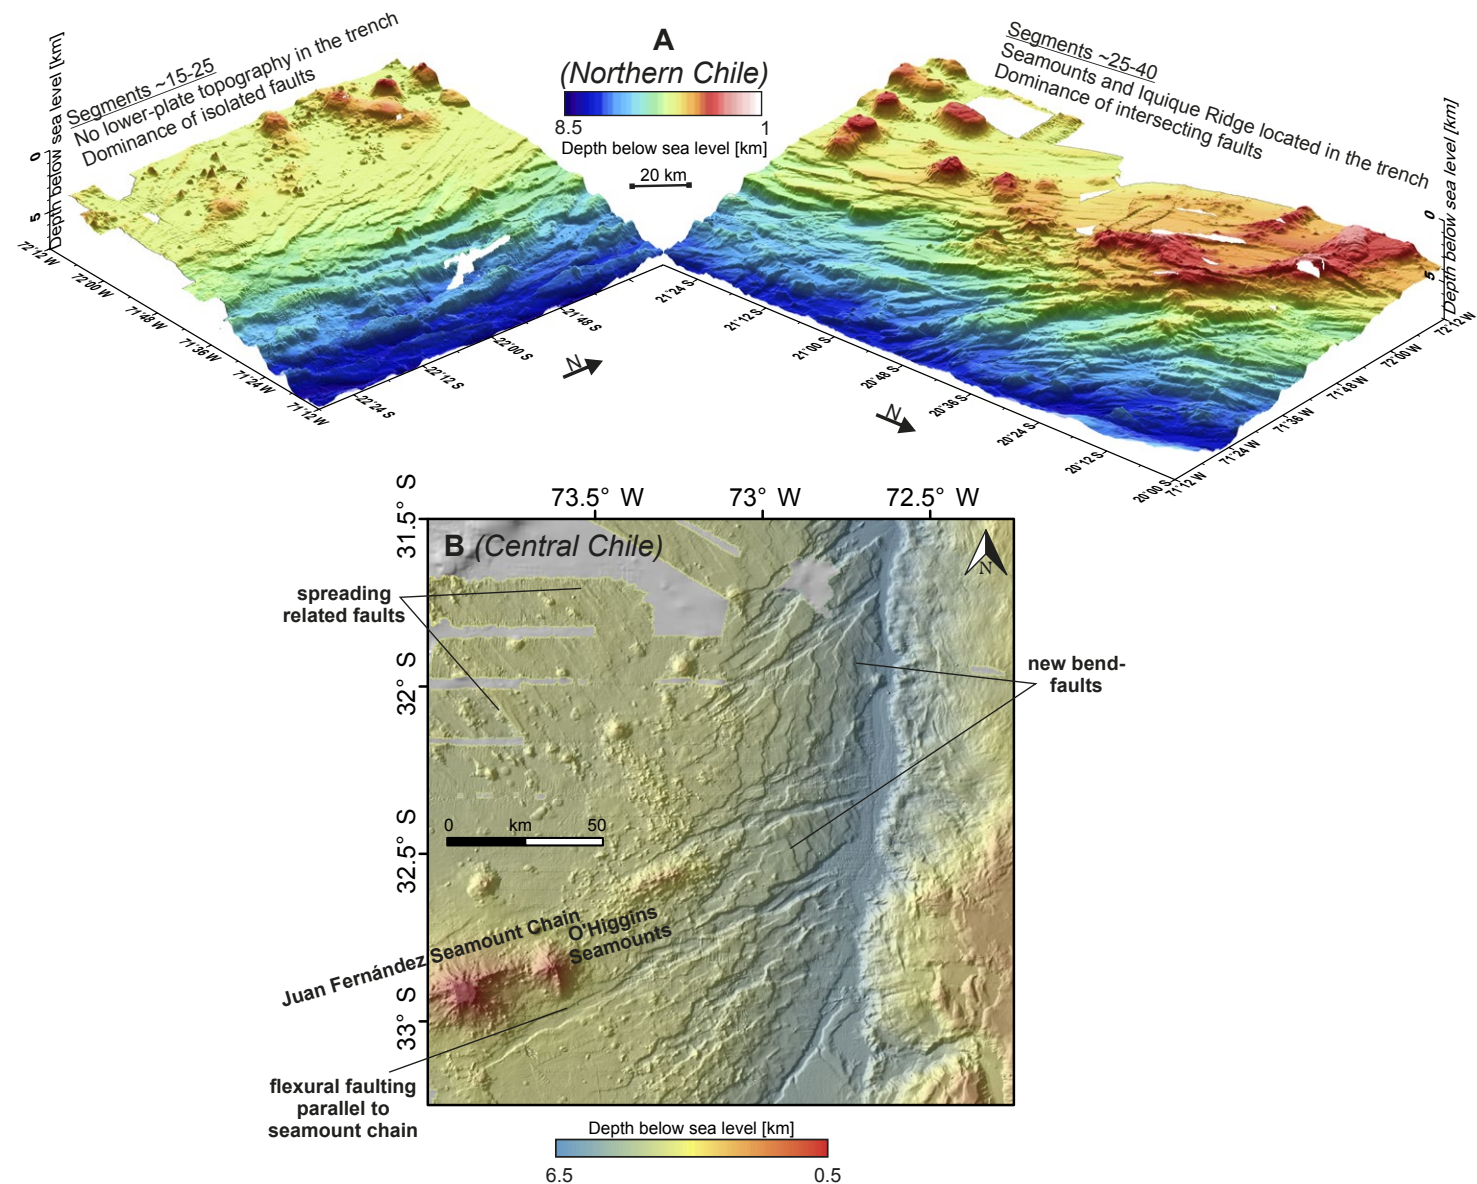 Segments ~15-25
No lower-plate topography in the trench
Dominance of isolated faults
A
(Northern Chile)
8.5
1
Depth below sea level [km]
20 km
Segments ~25-40
Seamounts and Iquique Ridge located in the trench
Dominance of intersecting faults
Depth below sea level [km]
0
5
72°12 W
72°00 W
71°48 W
71°36 W
71°24W
71°12W
22°24 S
22°12 S
22°00 S
21°48 S
N
21°24 S
21°12 S
21°00 S
20°48 S
20°36 S
20°24 S
20°12 S
20°00 S
N
71°12 W
71°24 W
71°36 W
71°48 W
72°00 W
72°12W
0
5
Depth below sea level [km]
73.5° W
73° W
72.5° W
31.5° S
32° S
32.5° S
33° S
B (Central Chile)
N
spreading
related faults
new bend-
faults
0 km 50
Juan Fernández Seamount Chain
O'Higgins
Seamounts
flexural faulting
parallel to
seamount chain
Depth below sea level [km]
6.5
0.5